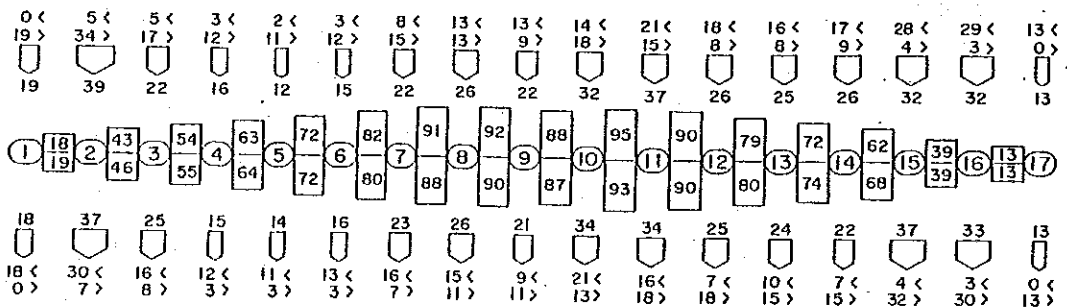 0< 5< 5< 3< 2< 3< 8< 13< 13< 14< 21< 18< 16< 17< 28< 29< 13<
19> 34> 17> 12> 11> 12> 15> 13> 9> 18> 15> 8> 8> 9> 4> 3> 0>
19 39 22 16 12 15 22 26 22 32 37 26 25 26 32 32 13
18 43 54 63 72 82 91 92 88 95 90 79 72 62 39 13
1 2 3 4 5 6 7 8 9 10 11 12 13 14 15 16 17
19 46 55 64 72 80 88 90 87 93 90 80 74 68 39 13
18 37 25 15 14 16 23 26 21 34 34 25 24 22 37 33 13
18< 30< 16< 12< 11< 13< 16< 15< 9< 21< 16< 7< 10< 7< 4< 3< 0<
0> 7> 8> 3> 3> 3> 7> 11> 11> 13> 18> 18> 15> 15> 32> 30> 13>